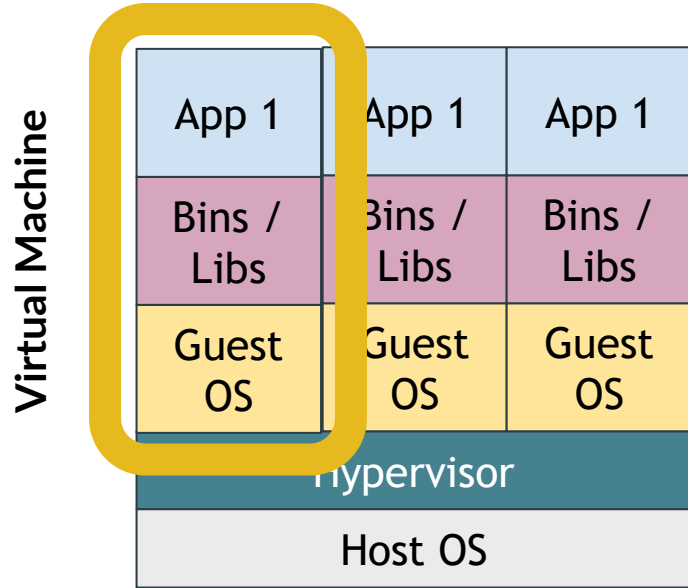 Virtual Machine
App 1
App 1
App 1
Bins /
Libs
Bins /
Libs
Bins /
Libs
Guest
OS
Guest
OS
Guest
OS
Hypervisor
Host OS